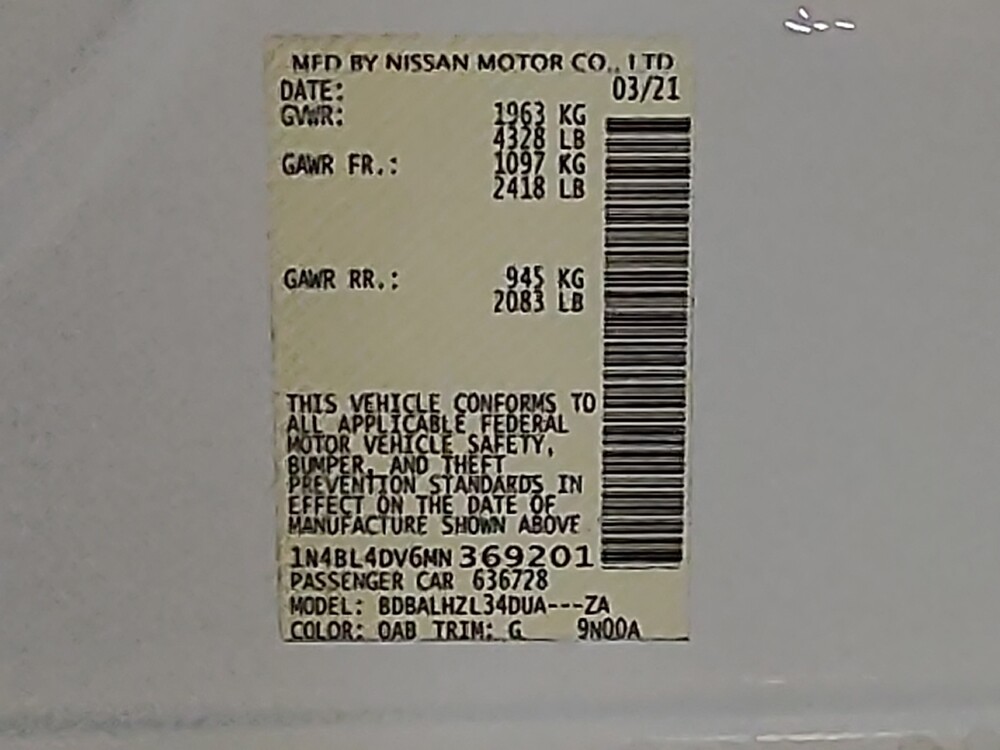 MFD BY NISSAN MOTOR CO., LTD
DATE: 03/21
GVWR: 1963 KG
4328 LB
GAWR FR.: 1097 KG
2418 LB
GAWR RR.: 945 KG
2083 LB
THIS VEHICLE CONFORMS TO
ALL APPLICABLE FEDERAL
MOTOR VEHICLE SAFETY,
BUMPER, AND THEFT
PREVENTION STANDARDS IN
EFFECT ON THE DATE OF
MANUFACTURE SHOWN ABOVE
1N4BL4DV6MN 369201
PASSENGER CAR 636728
MODEL: BDBALHZL34DUA---ZA
COLOR: QAB TRIM: G 9N00A